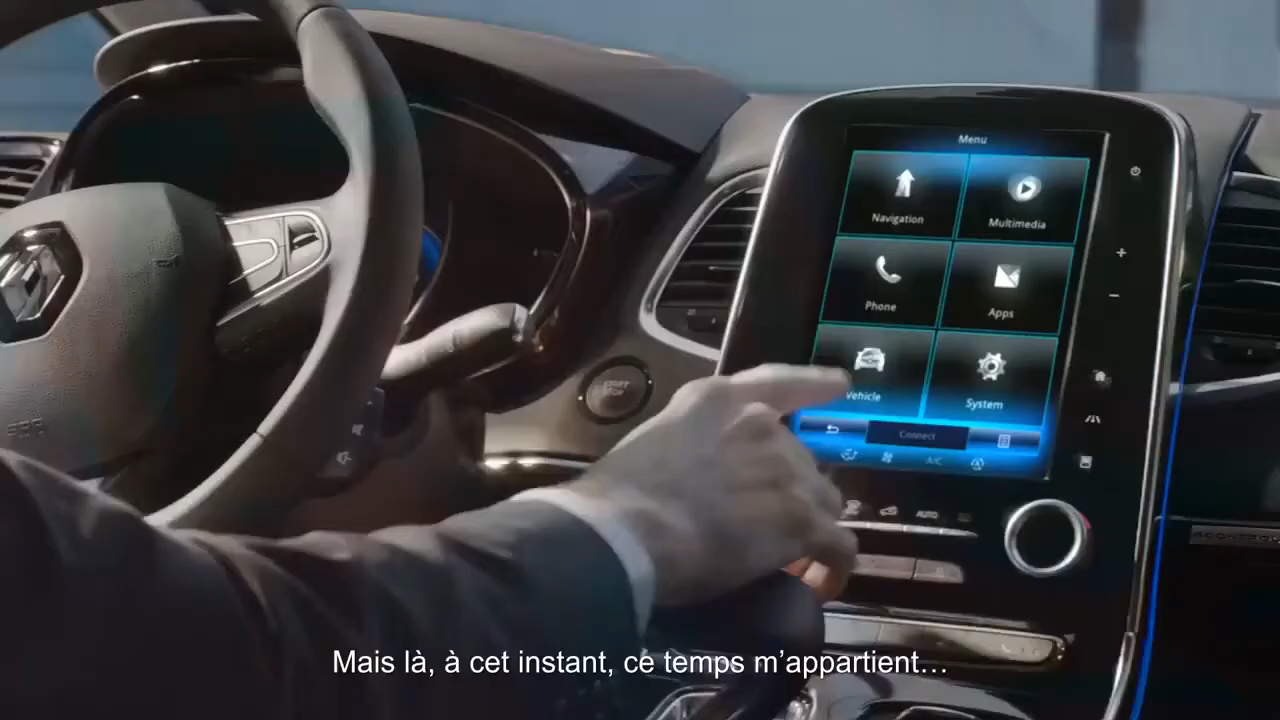 Menu
Navigation
Multimedia
Phone
Apps
Vehicle
System
Connect
A/C
AUTO
Mais là, à cet instant, ce temps m’appartient…